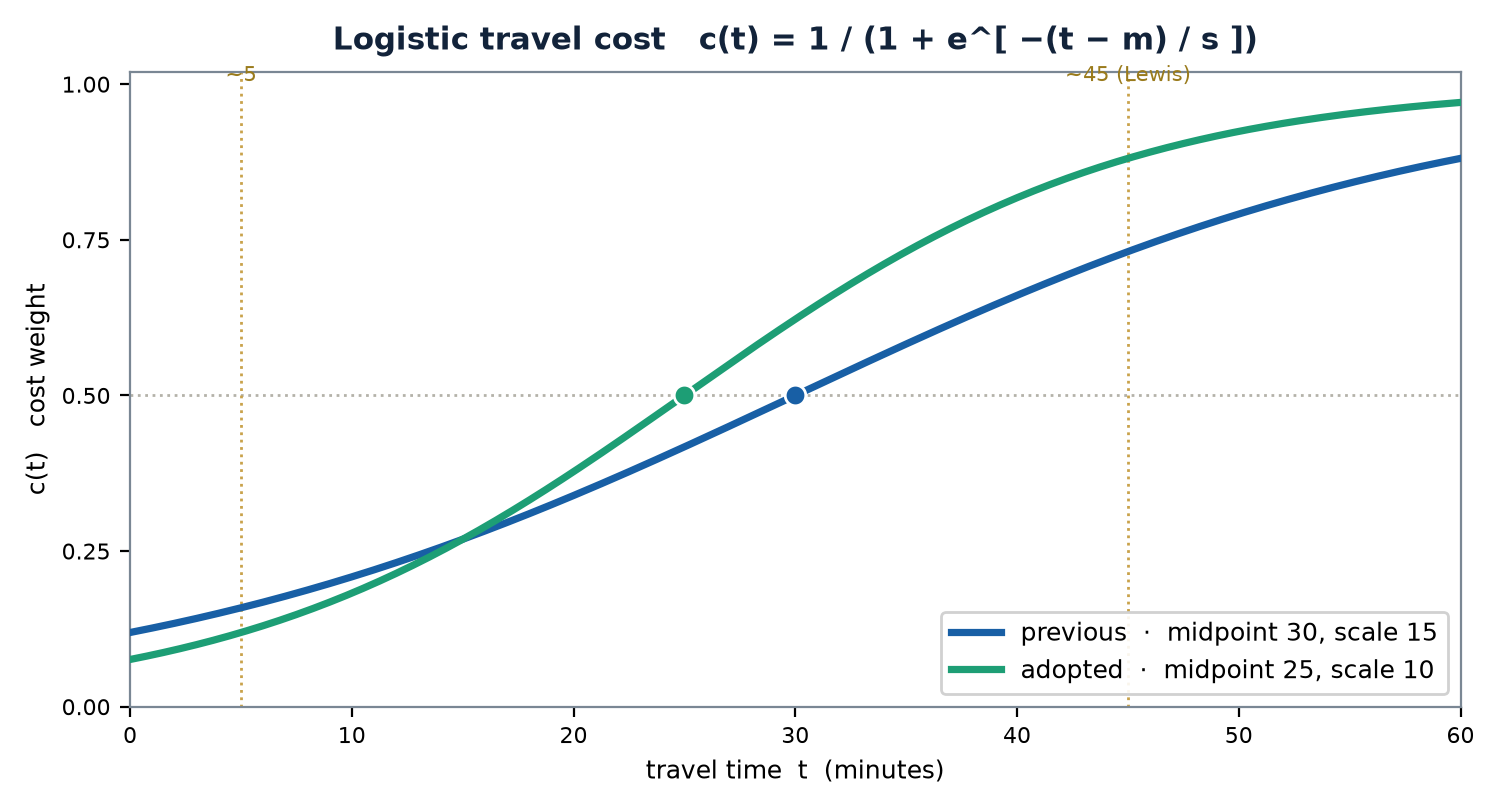 Logistic travel cost   c(t) = 1 / (1 + e^[ −(t − m) / s ])
~5
~45 (Lewis)
1.00
0.75
0.50
0.25
0.00
c(t)   cost weight
previous  ·  midpoint 30, scale 15
adopted  ·  midpoint 25, scale 10
0
10
20
30
40
50
60
travel time  t  (minutes)